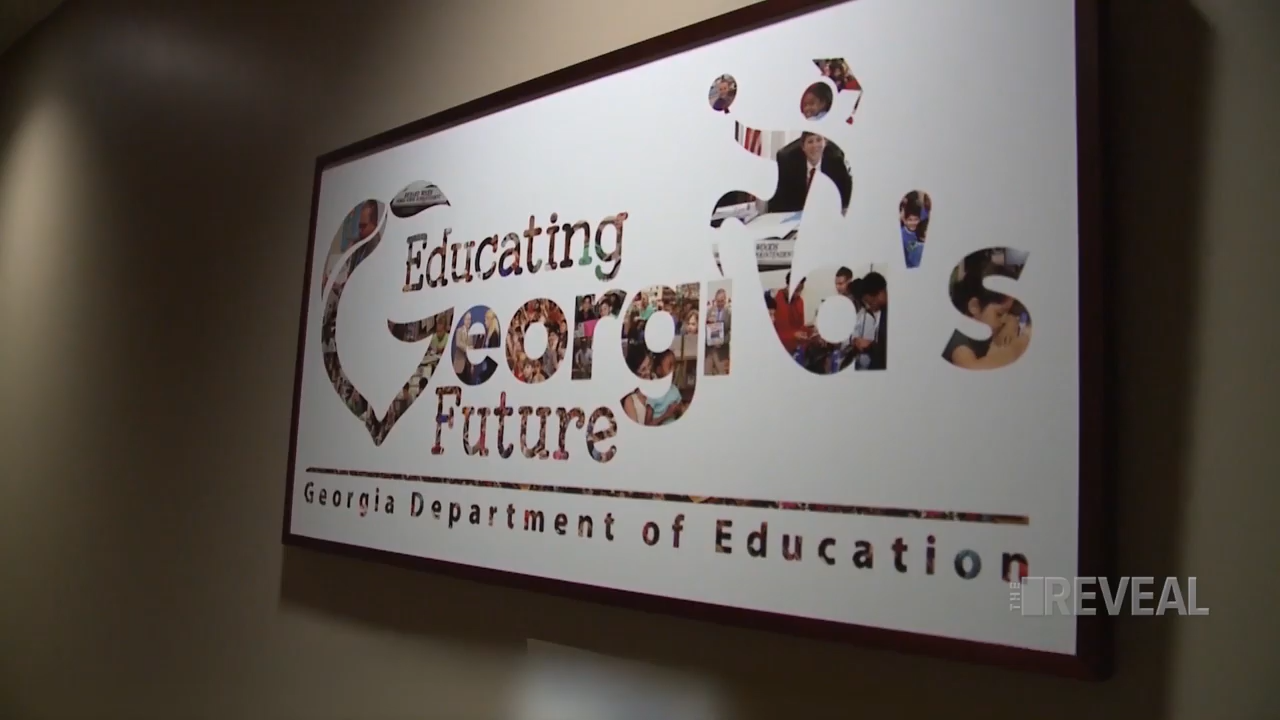 Educating
Georgia's
Future
Georgia Department of Education
THE REVEAL